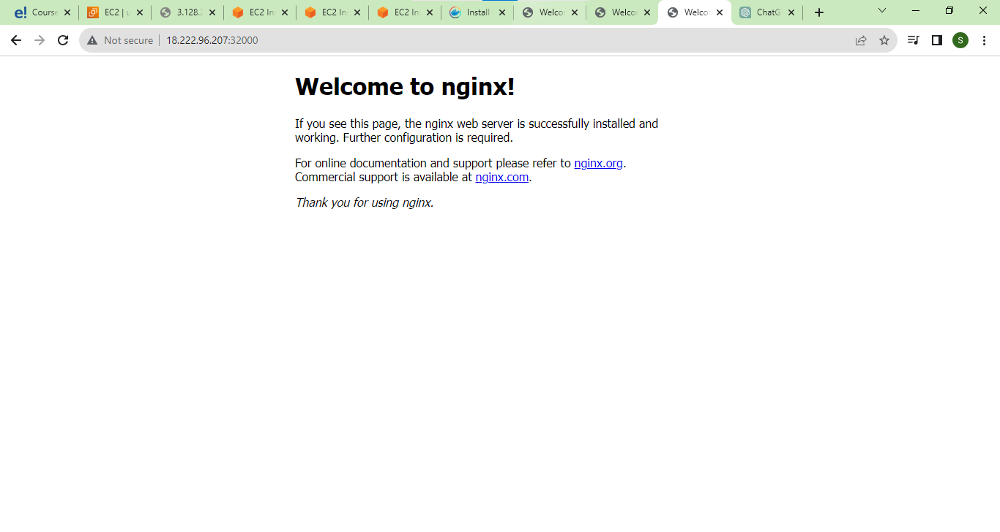 e! Course
EC2 | u
3.128.2
EC2 In
EC2 In
EC2 In
Install
Welcor
Welcor
Welcor
ChatG
Not secure
18.222.96.207:32000
S
Welcome to nginx!
If you see this page, the nginx web server is successfully installed and
working. Further configuration is required.
For online documentation and support please refer to nginx.org.
Commercial support is available at nginx.com.
Thank you for using nginx.